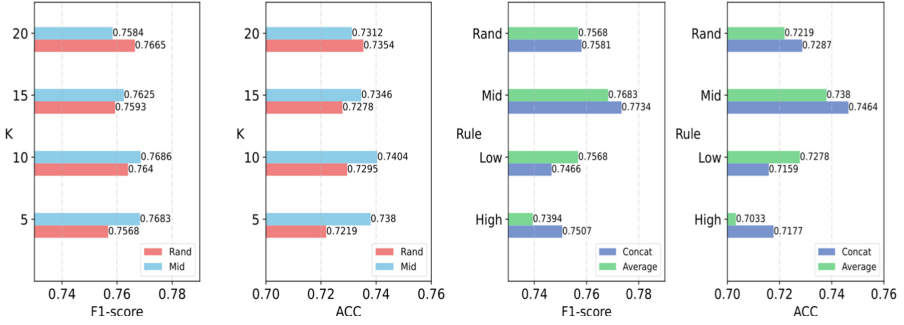 20
0.7584
0.7665
15
0.7625
0.7593
K
10
0.7686
0.764
5
0.7683
0.7568
Rand
Mid
0.74 0.76 0.78
F1-score
20
0.7312
0.7354
15
0.7346
0.7278
K
10
0.7404
0.7295
5
0.738
0.7219
Rand
Mid
0.70 0.72 0.74 0.76
ACC
Rand
0.7568
0.7581
Mid
0.7683
0.7734
Rule
Low
0.7568
0.7466
High
0.7394
0.7507
Concat
Average
0.74 0.76 0.78
F1-score
Rand
0.7219
0.7287
Mid
0.738
0.7464
Rule
Low
0.7278
0.7159
High
0.7033
0.7177
Concat
Average
0.70 0.72 0.74 0.76
ACC